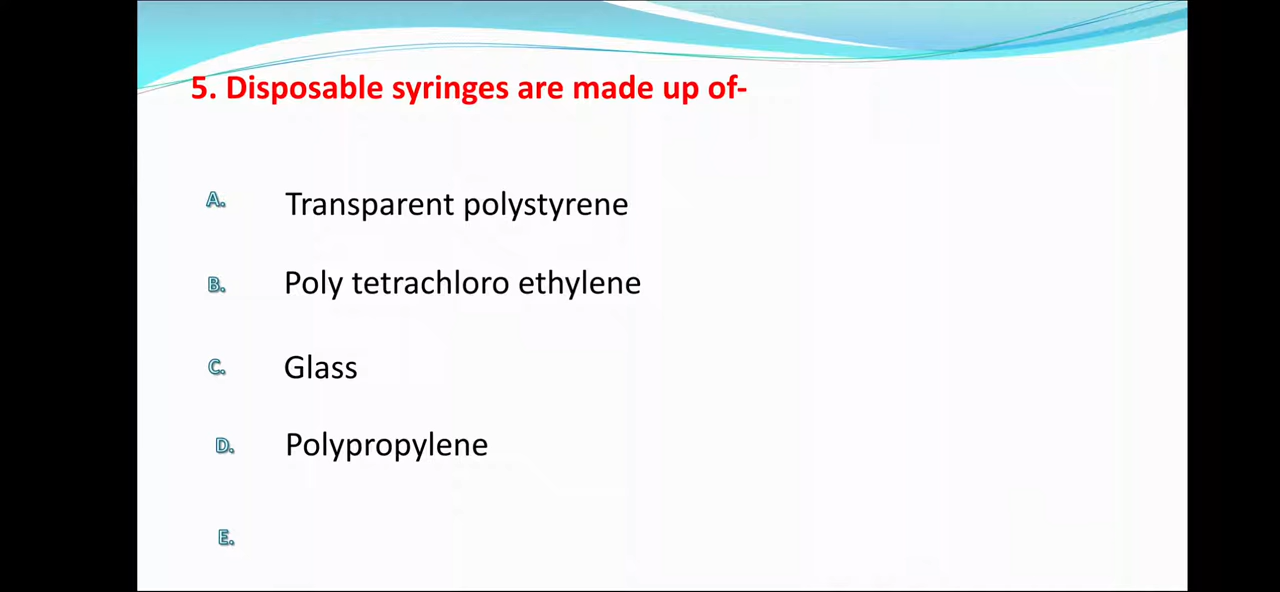 5. Disposable syringes are made up of-
A. Transparent polystyrene
B. Poly tetrachloro ethylene
C. Glass
D. Polypropylene
E.